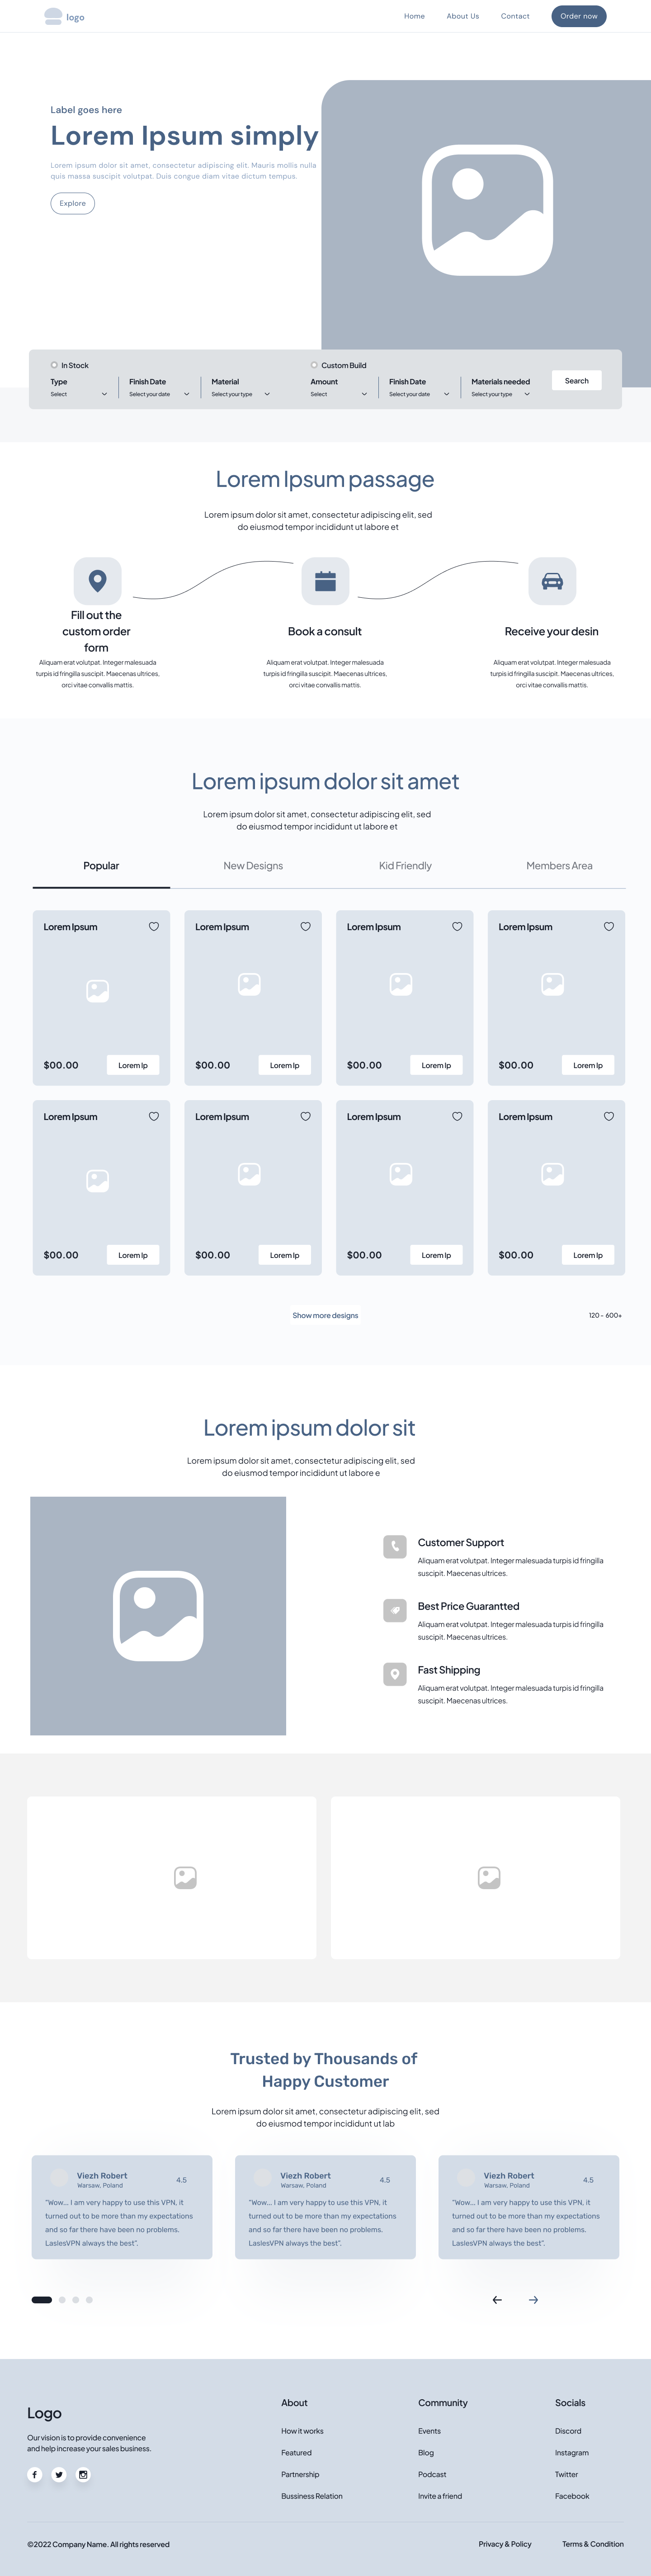 logo
Home About Us Contact Order now
Label goes here
Lorem Ipsum simply
Lorem ipsum dolor sit amet, consectetur adipiscing elit. Mauris mollis nulla
quis massa suscipit volutpat. Duis congue diam vitae dictum tempus.
Explore
In Stock
Type Finish Date Material
Select Select your date Select your type
Custom Build
Amount Finish Date Materials needed
Select Select your date Select your type
Search
Lorem Ipsum passage
Lorem ipsum dolor sit amet, consectetur adipiscing elit, sed
do eiusmod tempor incididunt ut labore et
Fill out the
custom order
form
Aliquam erat volutpat. Integer malesuada
turpis id fringilla suscipit. Maecenas ultrices,
orci vitae convallis mattis.
Book a consult
Aliquam erat volutpat. Integer malesuada
turpis id fringilla suscipit. Maecenas ultrices,
orci vitae convallis mattis.
Receive your desin
Aliquam erat volutpat. Integer malesuada
turpis id fringilla suscipit. Maecenas ultrices,
orci vitae convallis mattis.
Lorem ipsum dolor sit amet
Lorem ipsum dolor sit amet, consectetur adipiscing elit, sed
do eiusmod tempor incididunt ut labore et
Popular New Designs Kid Friendly Members Area
Lorem Ipsum Lorem Ipsum Lorem Ipsum Lorem Ipsum
$00.00 Lorem Ip $00.00 Lorem Ip $00.00 Lorem Ip $00.00 Lorem Ip
Lorem Ipsum Lorem Ipsum Lorem Ipsum Lorem Ipsum
$00.00 Lorem Ip $00.00 Lorem Ip $00.00 Lorem Ip $00.00 Lorem Ip
Show more designs
120 - 600+
Lorem ipsum dolor sit
Lorem ipsum dolor sit amet, consectetur adipiscing elit, sed
do eiusmod tempor incididunt ut labore e
Customer Support
Aliquam erat volutpat. Integer malesuada turpis id fringilla
suscipit. Maecenas ultrices.
Best Price Guarantted
Aliquam erat volutpat. Integer malesuada turpis id fringilla
suscipit. Maecenas ultrices.
Fast Shipping
Aliquam erat volutpat. Integer malesuada turpis id fringilla
suscipit. Maecenas ultrices.
Trusted by Thousands of
Happy Customer
Lorem ipsum dolor sit amet, consectetur adipiscing elit, sed
do eiusmod tempor incididunt ut lab
Viezh Robert
Warsaw, Poland
4.5
"Wow... I am very happy to use this VPN, it
turned out to be more than my expectations
and so far there have been no problems.
LaslesVPN always the best".
Viezh Robert
Warsaw, Poland
4.5
"Wow... I am very happy to use this VPN, it
turned out to be more than my expectations
and so far there have been no problems.
LaslesVPN always the best".
Viezh Robert
Warsaw, Poland
4.5
"Wow... I am very happy to use this VPN, it
turned out to be more than my expectations
and so far there have been no problems.
LaslesVPN always the best".
Logo
Our vision is to provide convenience
and help increase your sales business.
About
How it works
Featured
Partnership
Bussiness Relation
Community
Events
Blog
Podcast
Invite a friend
Socials
Discord
Instagram
Twitter
Facebook
©2022 Company Name. All rights reserved
Privacy & Policy
Terms & Condition